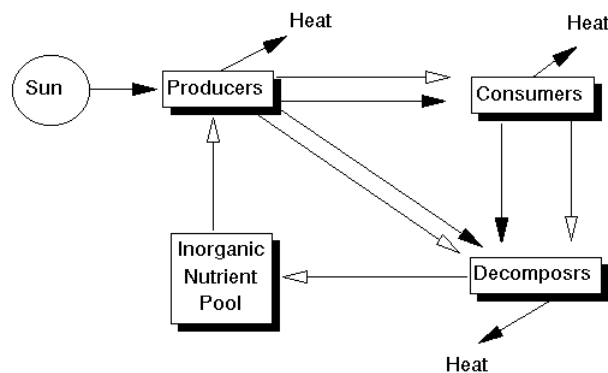 Heat
Heat
Sun
Producers
Consumers
Inorganic
Nutrient
Pool
Decomposrs
Heat